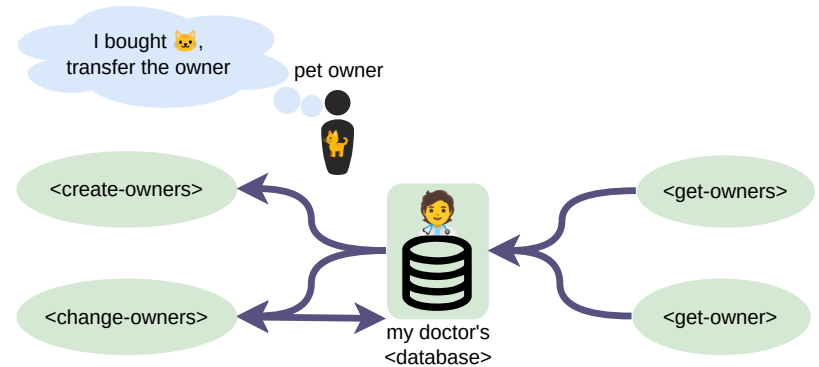 I bought 🐱,
transfer the owner
pet owner
<create-owners>
<get-owners>
<change-owners>
<get-owner>
my doctor's
<database>